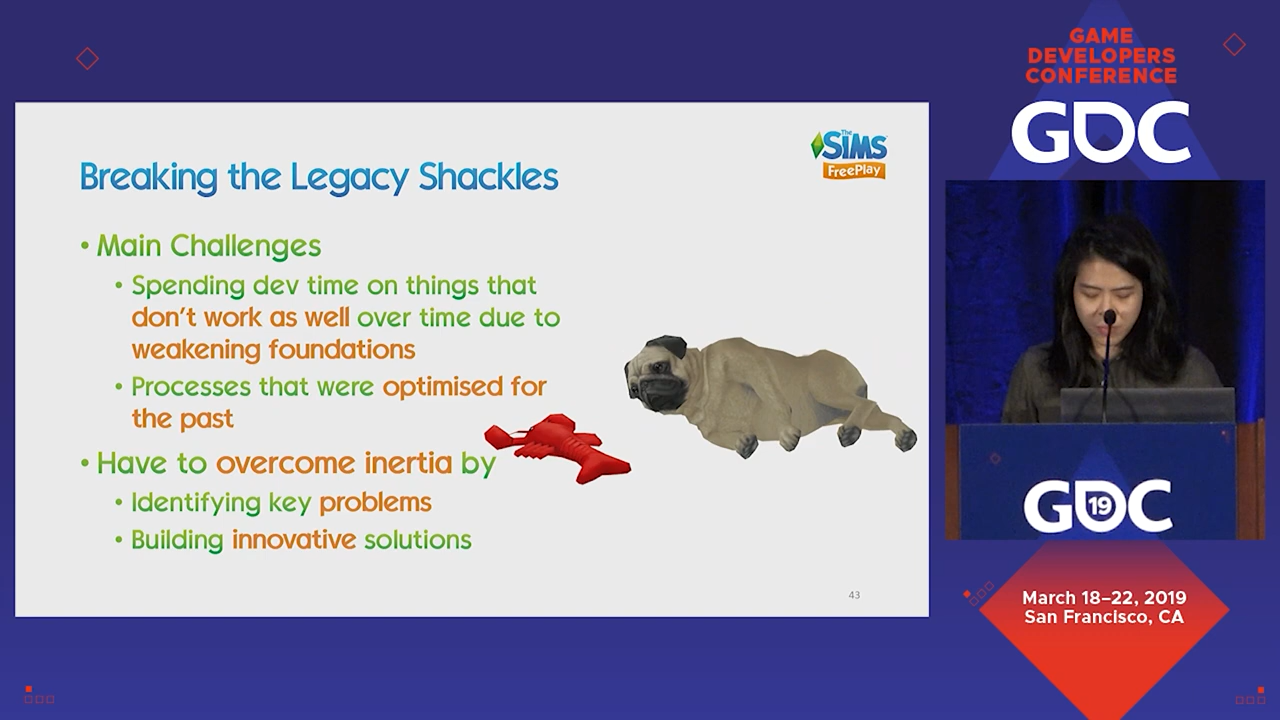 GAME
DEVELOPERS
CONFERENCE
GDC
The
SiMS
FreePlay
Breaking the Legacy Shackles
• Main Challenges
• Spending dev time on things that
don't work as well over time due to
weakening foundations
• Processes that were optimised for
the past
• Have to overcome inertia by
• Identifying key problems
• Building innovative solutions
43
GDC
19
March 18–22, 2019
San Francisco, CA